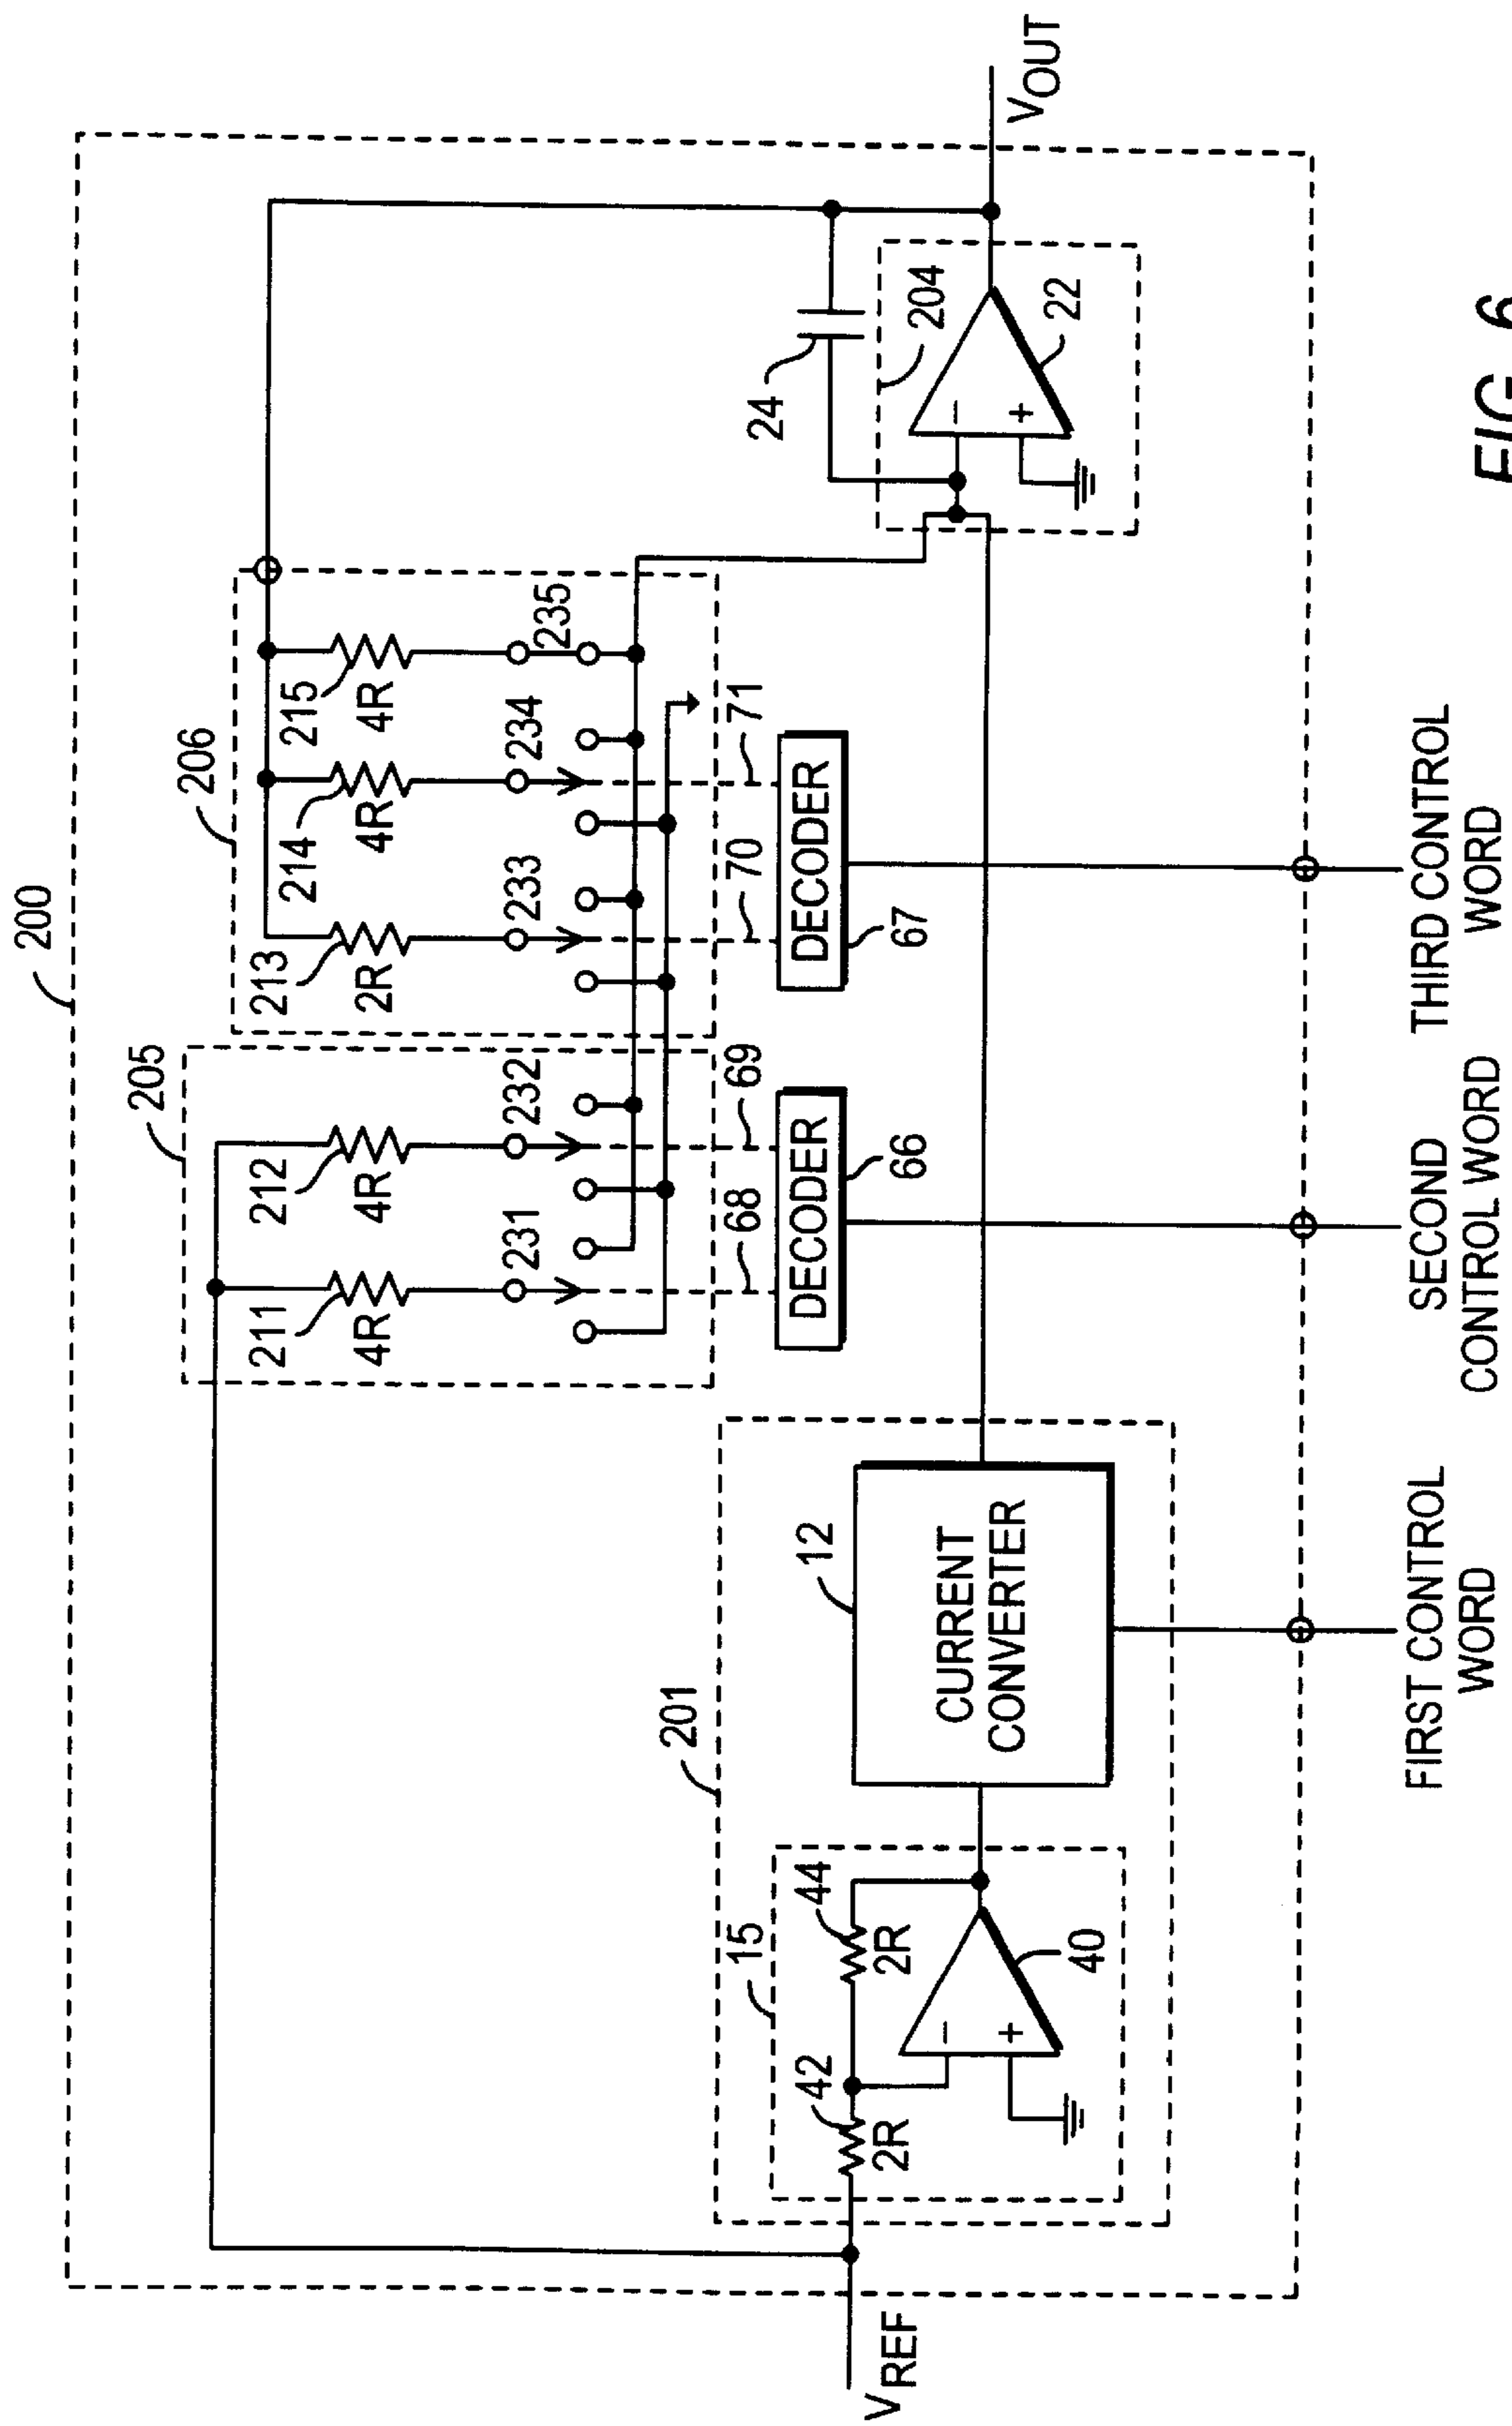 200
205
206
211
4R
212
4R
213
2R
214
4R
215
4R
231
232
233
234
235
68
69
70
71
DECODER
66
DECODER
67
24
204
22
−
+
V OUT
201
15
42
2R
44
2R
−
+
40
12
CURRENT
CONVERTER
V REF
FIRST CONTROL
WORD
SECOND
CONTROL WORD
THIRD CONTROL
WORD
FIG. 6